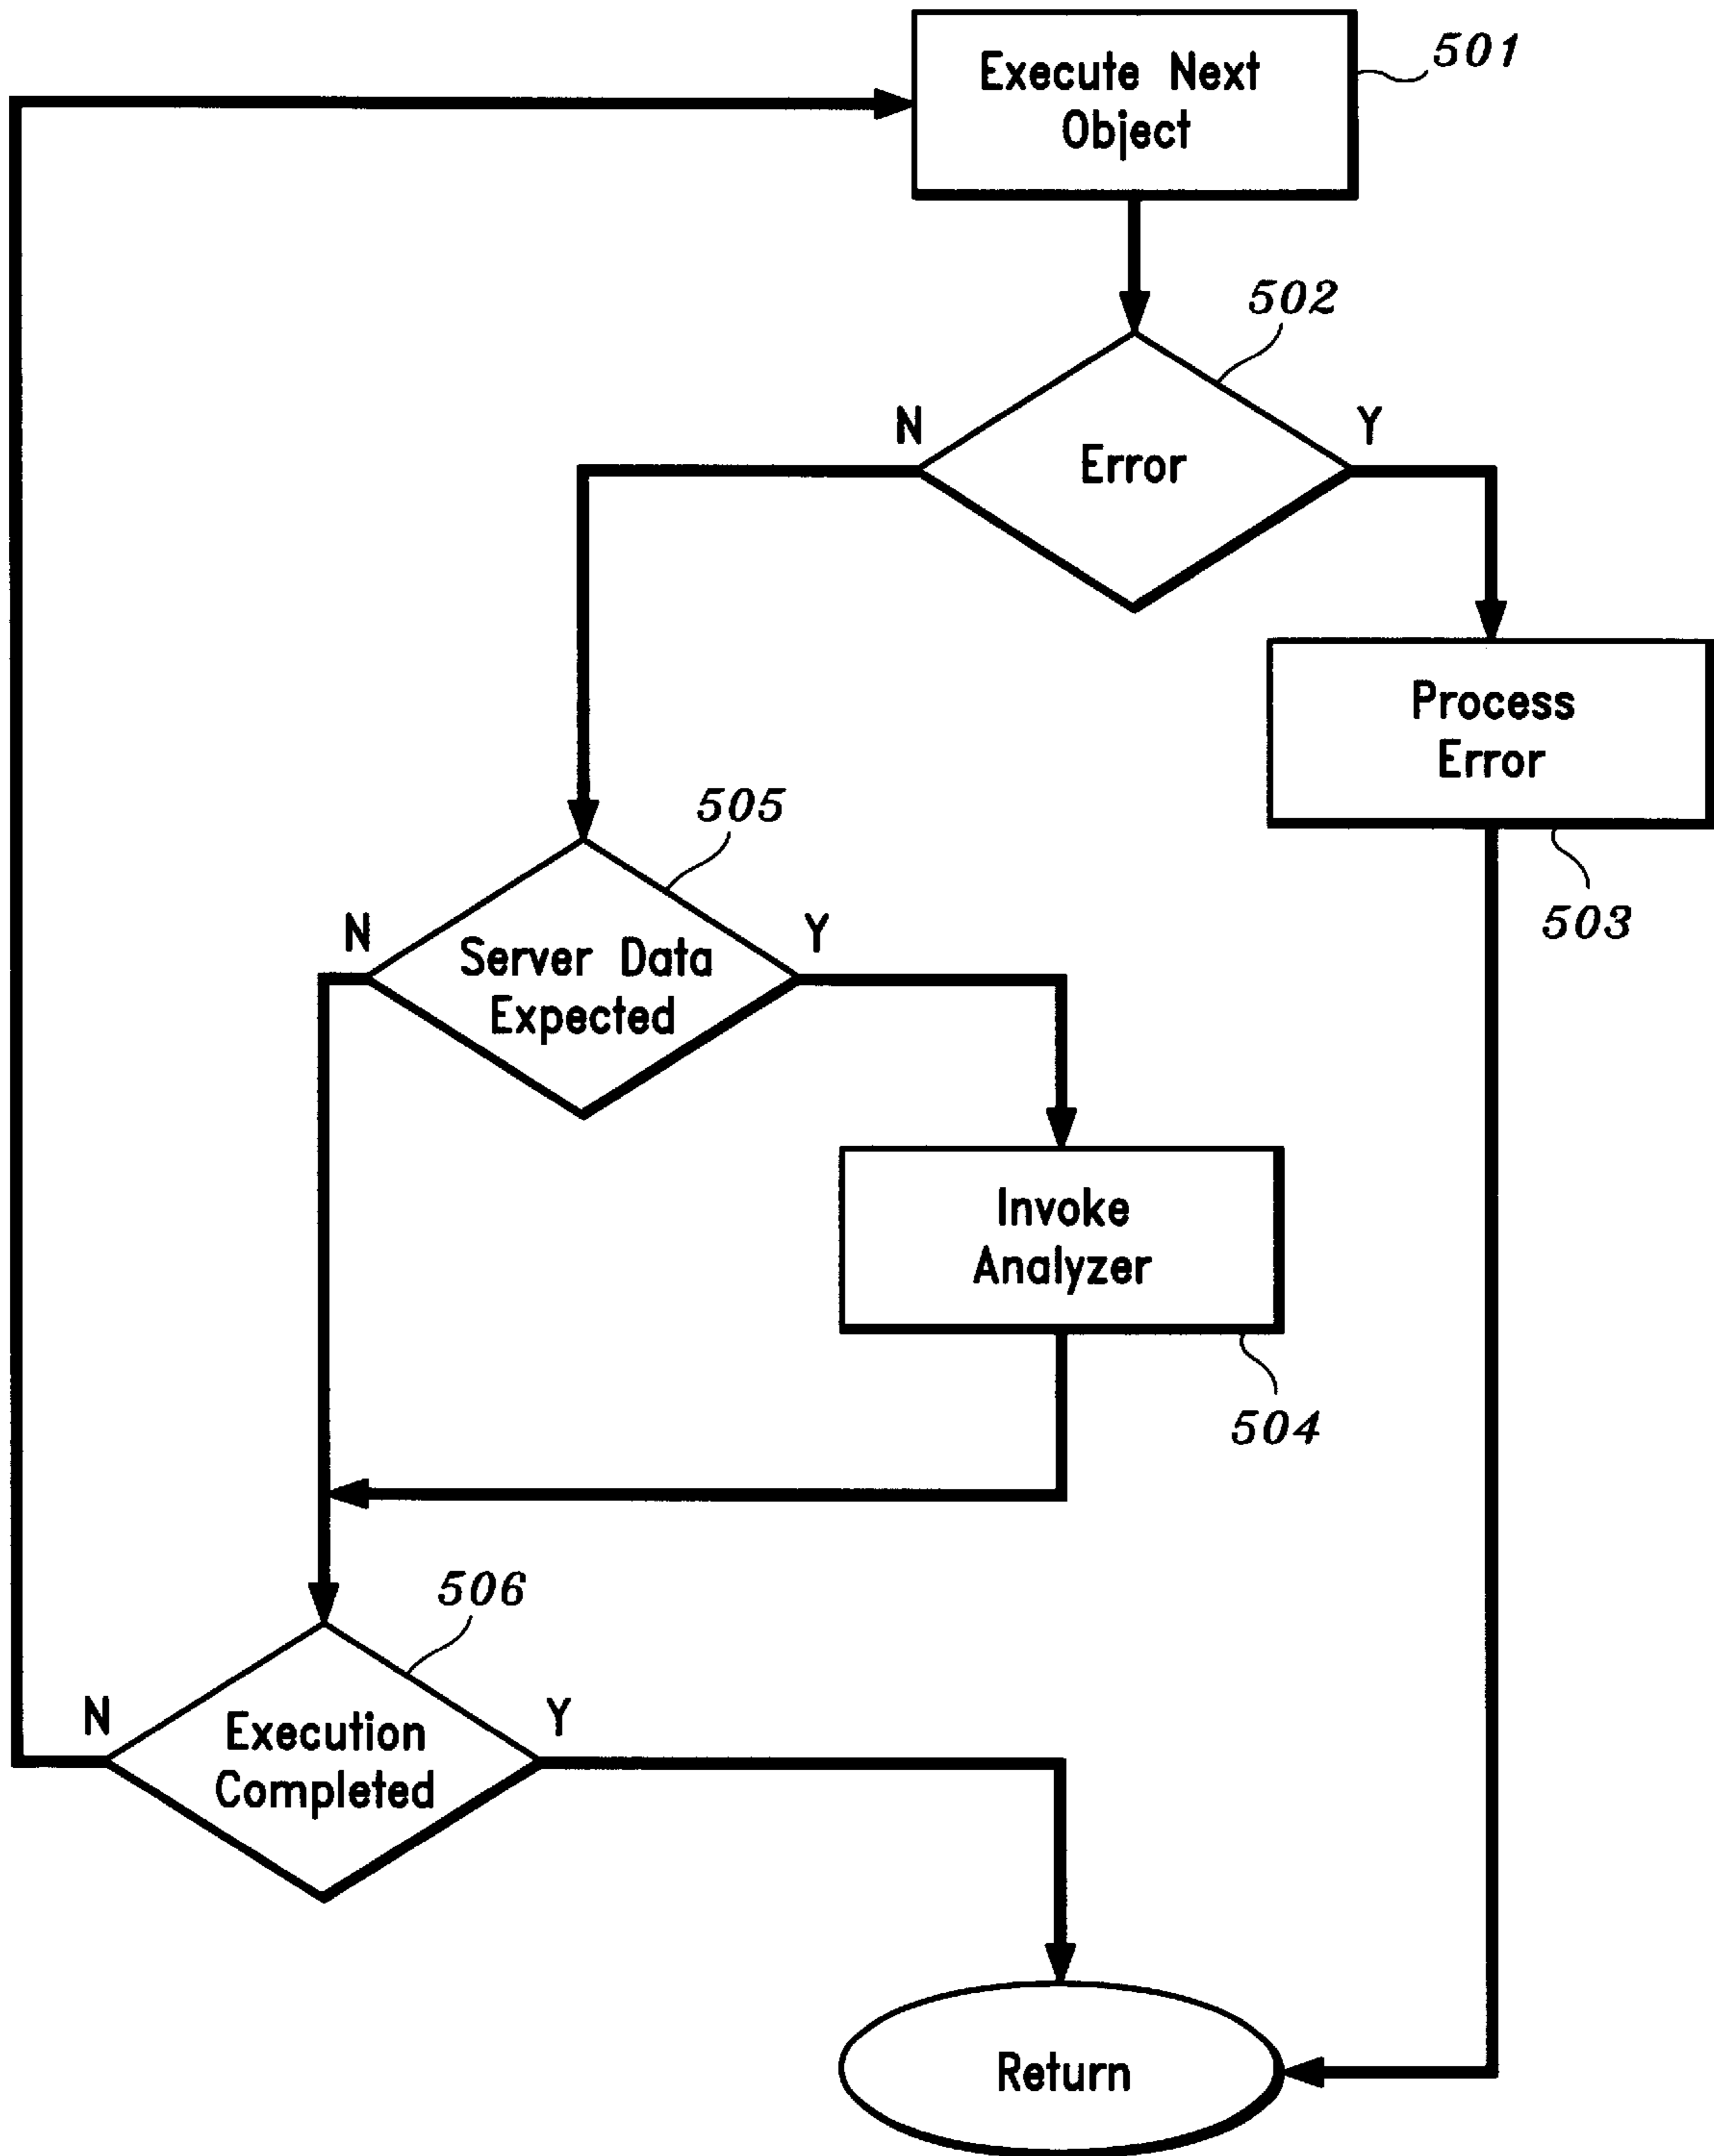 Execute Next
Object
501
502
N
Y
Error
Process
Error
503
505
N
Y
Server Data
Expected
Invoke
Analyzer
504
506
N
Y
Execution
Completed
Return